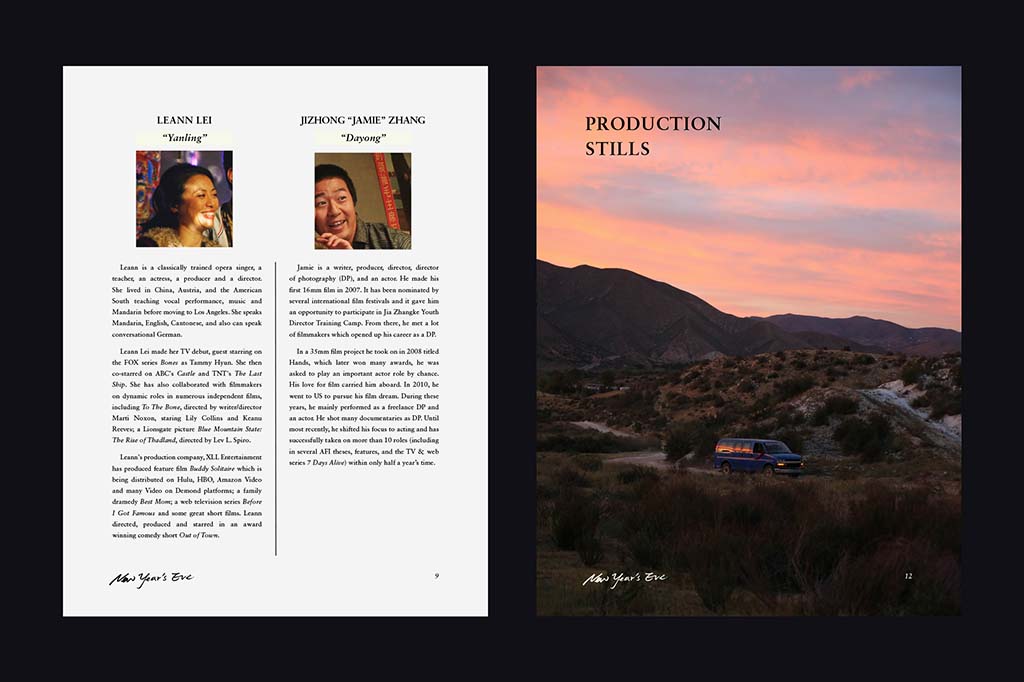 LEANN LEI
“Yanling”
Leann is a classically trained opera singer, a
teacher, an actress, a producer and a director.
She lived in China, Austria, and the American
South teaching vocal performance, music and
Mandarin before moving to Los Angeles. She speaks
Mandarin, English, Cantonese, and also can speak
conversational German.
Leann Lei made her TV debut, guest starring on
the FOX series Bones as Tammy Hyun. She then
co-starred on ABC’s Castle and TNT’s The Last
Ship. She has also collaborated with filmmakers
on dynamic roles in numerous independent films,
including To The Bone, directed by writer/director
Marti Noxon, staring Lily Collins and Keanu
Reeves; a Lionsgate picture Blue Mountain State:
The Rise of Thadland, directed by Lev L. Spiro.
Leann’s production company, XLL Entertainment
has produced feature film Buddy Solitaire which is
being distributed on Hulu, HBO, Amazon Video
and many Video on Demond platforms; a family
dramedy Best Mom; a web television series Before
I Got Famous and some great short films. Leann
directed, produced and starred in an award
winning comedy short Out of Town.
JIZHONG “JAMIE” ZHANG
“Dayong”
Jamie is a writer, producer, director, director
of photography (DP), and an actor. He made his
first 16mm film in 2007. It has been nominated by
several international film festivals and it gave him
an opportunity to participate in Jia Zhangke Youth
Director Training Camp. From there, he met a lot
of filmmakers which opened up his career as a DP.
In a 35mm film project he took on in 2008 titled
Hands, which later won many awards, he was
asked to play an important actor role by chance.
His love for film carried him aboard. In 2010, he
went to US to pursue his film dream. During these
years, he mainly performed as a freelance DP and
an actor. He shot many documentaries as DP. Until
most recently, he shifted his focus to acting and has
successfully taken on more than 10 roles (including
in several AFI theses, features, and the TV & web
series 7 Days Alive) within only half a year’s time.
New Year's Eve
9
PRODUCTION
STILLS
New Year's Eve
12